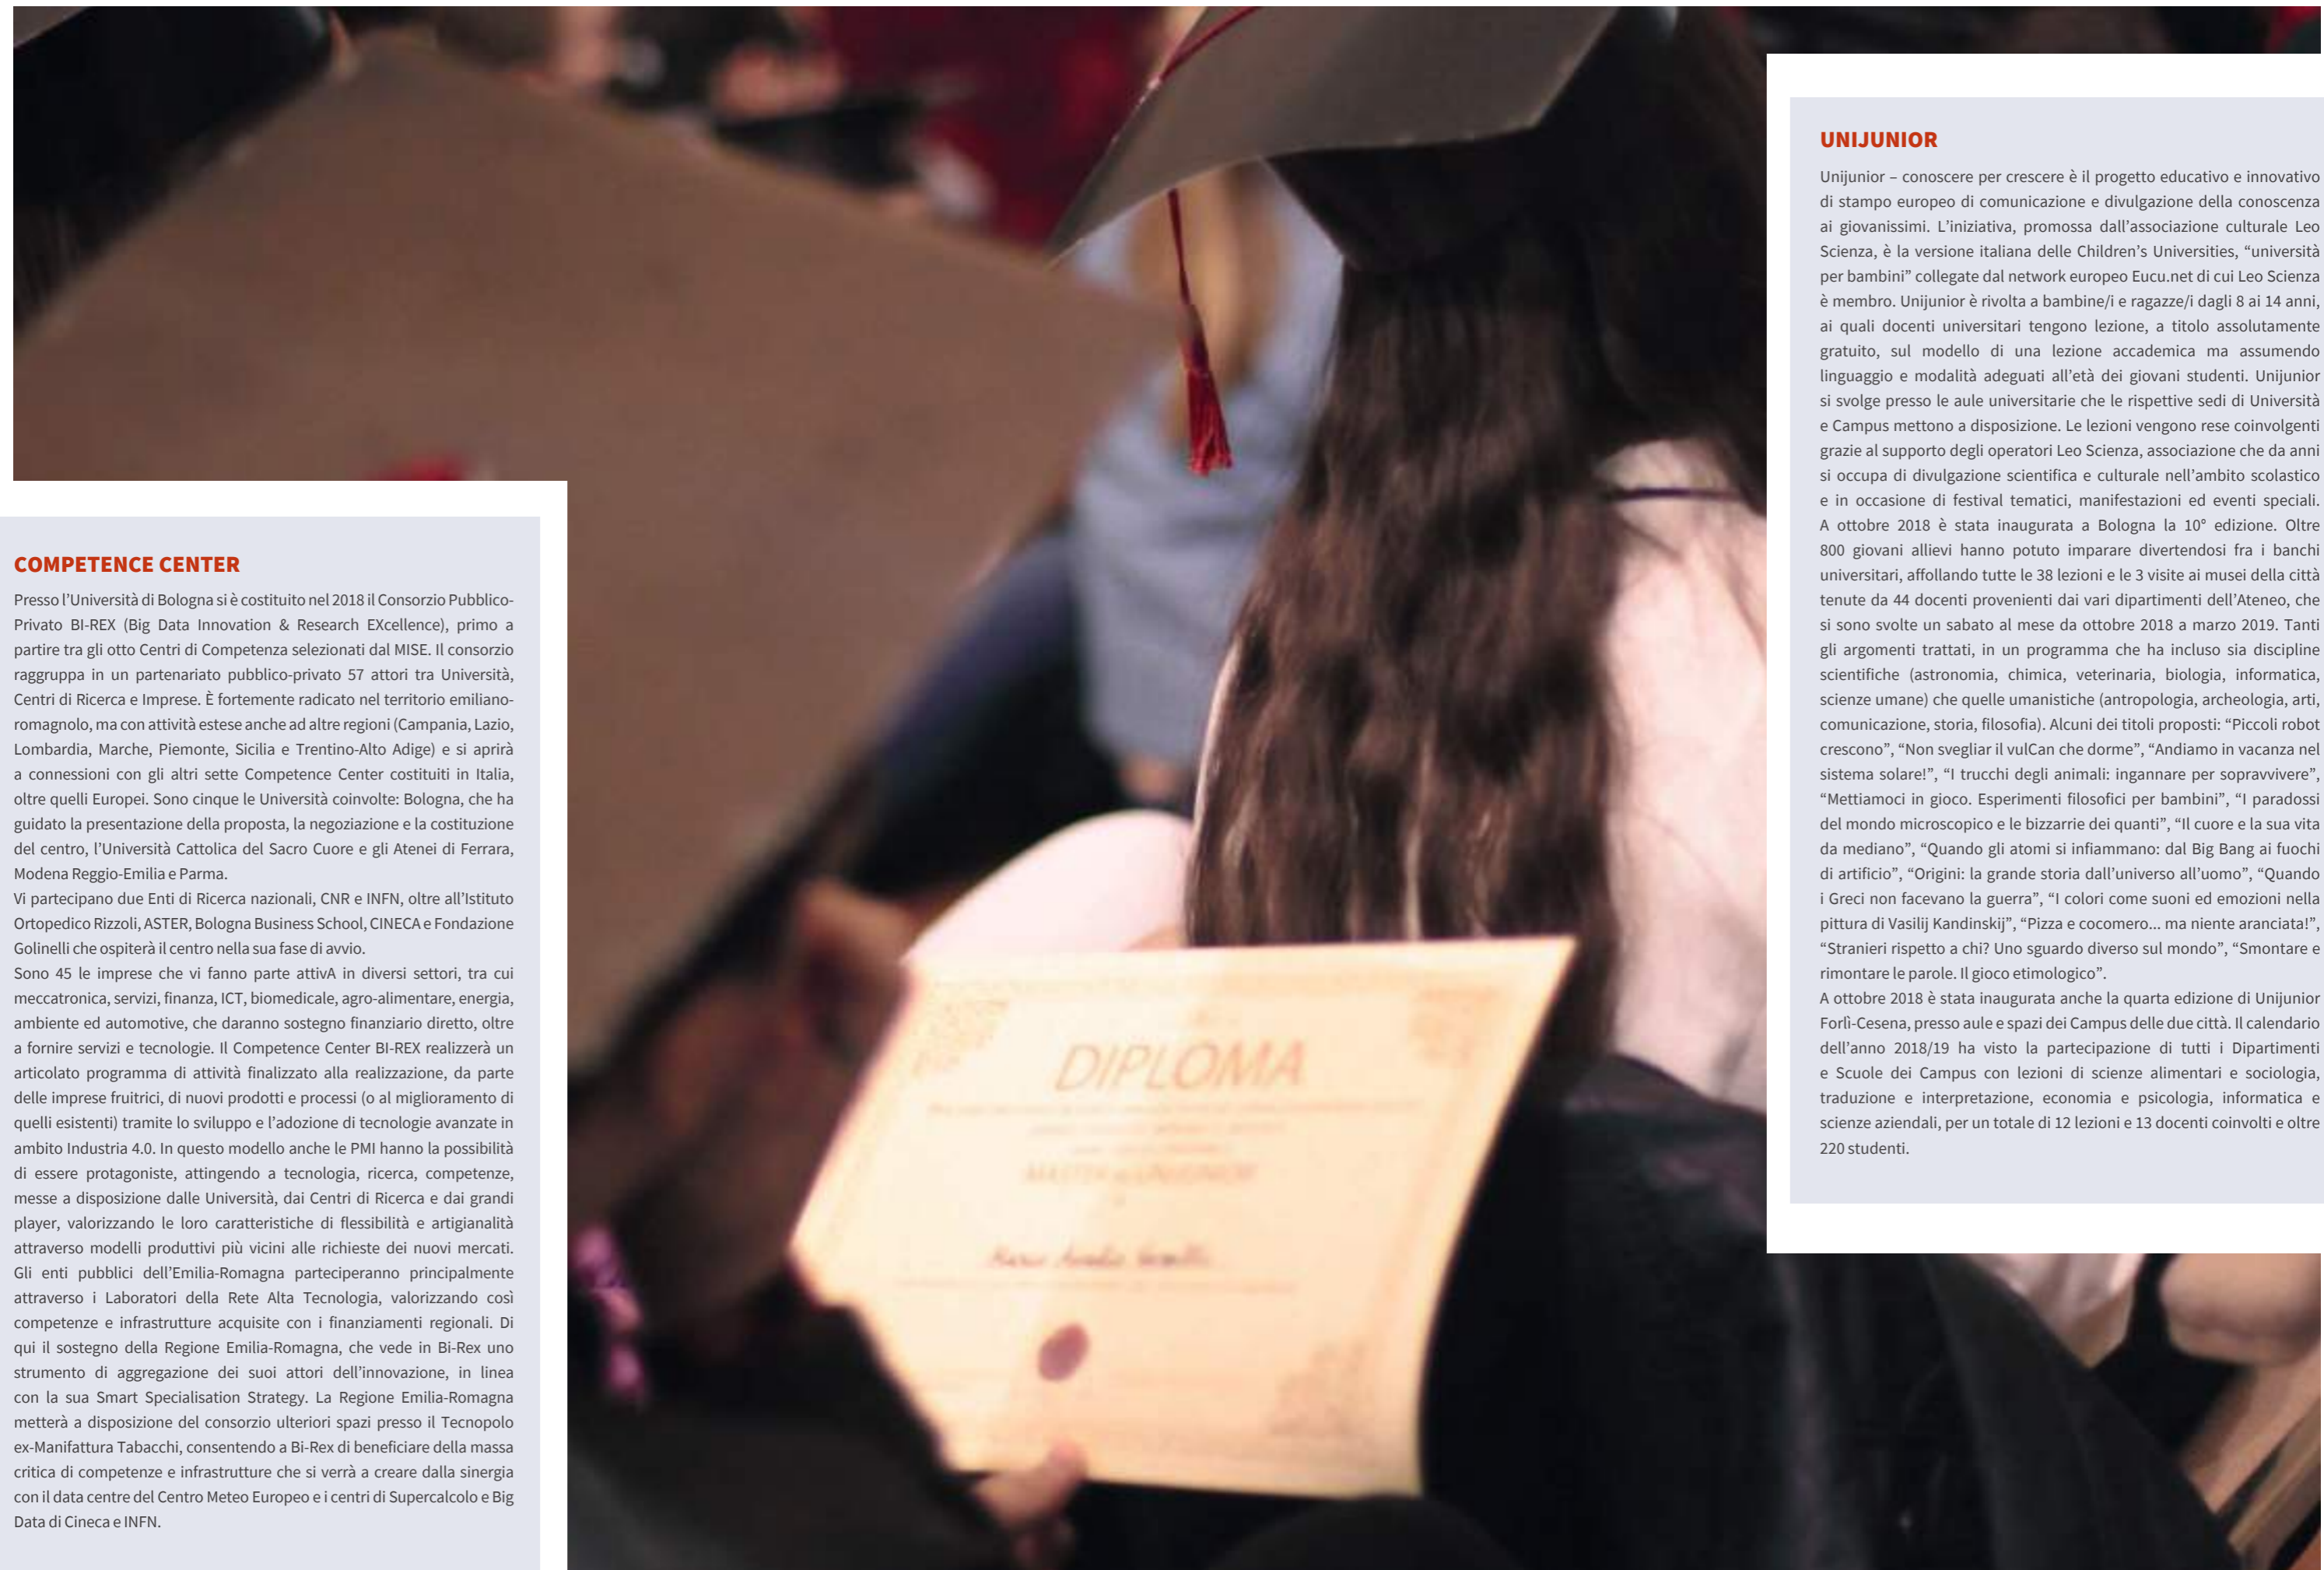 COMPETENCE CENTER
Presso l’Università di Bologna si è costituito nel 2018 il Consorzio Pubblico-
Privato BI-REX (Big Data Innovation & Research EXcellence), primo a
partire tra gli otto Centri di Competenza selezionati dal MISE. Il consorzio
raggruppa in un partenariato pubblico-privato 57 attori tra Università,
Centri di Ricerca e Imprese. È fortemente radicato nel territorio emiliano-
romagnolo, ma con attività estese anche ad altre regioni (Campania, Lazio,
Lombardia, Marche, Piemonte, Sicilia e Trentino-Alto Adige) e si aprirà
a connessioni con gli altri sette Competence Center costituiti in Italia,
oltre quelli Europei. Sono cinque le Università coinvolte: Bologna, che ha
guidato la presentazione della proposta, la negoziazione e la costituzione
del centro, l’Università Cattolica del Sacro Cuore e gli Atenei di Ferrara,
Modena Reggio-Emilia e Parma.
Vi partecipano due Enti di Ricerca nazionali, CNR e INFN, oltre all’Istituto
Ortopedico Rizzoli, ASTER, Bologna Business School, CINECA e Fondazione
Golinelli che ospiterà il centro nella sua fase di avvio.
Sono 45 le imprese che vi fanno parte attivA in diversi settori, tra cui
meccatronica, servizi, finanza, ICT, biomedicale, agro-alimentare, energia,
ambiente ed automotive, che daranno sostegno finanziario diretto, oltre
a fornire servizi e tecnologie. Il Competence Center BI-REX realizzerà un
articolato programma di attività finalizzato alla realizzazione, da parte
delle imprese fruitrici, di nuovi prodotti e processi (o al miglioramento di
quelli esistenti) tramite lo sviluppo e l’adozione di tecnologie avanzate in
ambito Industria 4.0. In questo modello anche le PMI hanno la possibilità
di essere protagoniste, attingendo a tecnologia, ricerca, competenze,
messe a disposizione dalle Università, dai Centri di Ricerca e dai grandi
player, valorizzando le loro caratteristiche di flessibilità e artigianalità
attraverso modelli produttivi più vicini alle richieste dei nuovi mercati.
Gli enti pubblici dell’Emilia-Romagna parteciperanno principalmente
attraverso i Laboratori della Rete Alta Tecnologia, valorizzando così
competenze e infrastrutture acquisite con i finanziamenti regionali. Di
qui il sostegno della Regione Emilia-Romagna, che vede in Bi-Rex uno
strumento di aggregazione dei suoi attori dell’innovazione, in linea
con la sua Smart Specialisation Strategy. La Regione Emilia-Romagna
metterà a disposizione del consorzio ulteriori spazi presso il Tecnopolo
ex-Manifattura Tabacchi, consentendo a Bi-Rex di beneficiare della massa
critica di competenze e infrastrutture che si verrà a creare dalla sinergia
con il data centre del Centro Meteo Europeo e i centri di Supercalcolo e Big
Data di Cineca e INFN.
DIPLOMA
MASTER
UNIJUNIOR
Unijunior – conoscere per crescere è il progetto educativo e innovativo
di stampo europeo di comunicazione e divulgazione della conoscenza
ai giovanissimi. L’iniziativa, promossa dall’associazione culturale Leo
Scienza, è la versione italiana delle Children’s Universities, “università
per bambini” collegate dal network europeo Eucu.net di cui Leo Scienza
è membro. Unijunior è rivolta a bambine/i e ragazze/i dagli 8 ai 14 anni,
ai quali docenti universitari tengono lezione, a titolo assolutamente
gratuito, sul modello di una lezione accademica ma assumendo
linguaggio e modalità adeguati all’età dei giovani studenti. Unijunior
si svolge presso le aule universitarie che le rispettive sedi di Università
e Campus mettono a disposizione. Le lezioni vengono rese coinvolgenti
grazie al supporto degli operatori Leo Scienza, associazione che da anni
si occupa di divulgazione scientifica e culturale nell’ambito scolastico
e in occasione di festival tematici, manifestazioni ed eventi speciali.
A ottobre 2018 è stata inaugurata a Bologna la 10° edizione. Oltre
800 giovani allievi hanno potuto imparare divertendosi fra i banchi
universitari, affollando tutte le 38 lezioni e le 3 visite ai musei della città
tenute da 44 docenti provenienti dai vari dipartimenti dell’Ateneo, che
si sono svolte un sabato al mese da ottobre 2018 a marzo 2019. Tanti
gli argomenti trattati, in un programma che ha incluso sia discipline
scientifiche (astronomia, chimica, veterinaria, biologia, informatica,
scienze umane) che quelle umanistiche (antropologia, archeologia, arti,
comunicazione, storia, filosofia). Alcuni dei titoli proposti: “Piccoli robot
crescono”, “Non svegliar il vulCan che dorme”, “Andiamo in vacanza nel
sistema solare!”, “I trucchi degli animali: ingannare per sopravvivere”,
“Mettiamoci in gioco. Esperimenti filosofici per bambini”, “I paradossi
del mondo microscopico e le bizzarrie dei quanti”, “Il cuore e la sua vita
da mediano”, “Quando gli atomi si infiammano: dal Big Bang ai fuochi
di artificio”, “Origini: la grande storia dall’universo all’uomo”, “Quando
i Greci non facevano la guerra”, “I colori come suoni ed emozioni nella
pittura di Vasilij Kandinskij”, “Pizza e cocomero... ma niente aranciata!”,
“Stranieri rispetto a chi? Uno sguardo diverso sul mondo”, “Smontare e
rimontare le parole. Il gioco etimologico”.
A ottobre 2018 è stata inaugurata anche la quarta edizione di Unijunior
Forlì-Cesena, presso aule e spazi dei Campus delle due città. Il calendario
dell’anno 2018/19 ha visto la partecipazione di tutti i Dipartimenti
e Scuole dei Campus con lezioni di scienze alimentari e sociologia,
traduzione e interpretazione, economia e psicologia, informatica e
scienze aziendali, per un totale di 12 lezioni e 13 docenti coinvolti e oltre
220 studenti.